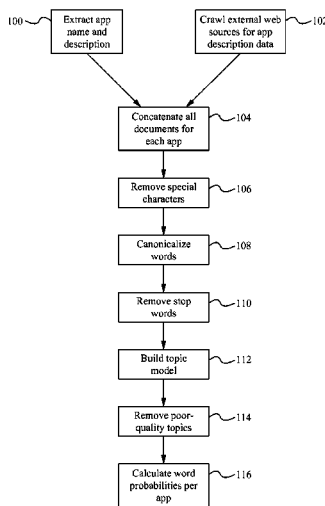 100
Extract app
name and
description
Crawl external web
sources for app
description data
102
Concatenate all
documents for
each app
104
Remove special
characters
106
Canonicalize
words
108
Remove stop
words
110
Build topic
model
112
Remove poor-
quality topics
114
Calculate word
probabilities per
app
116